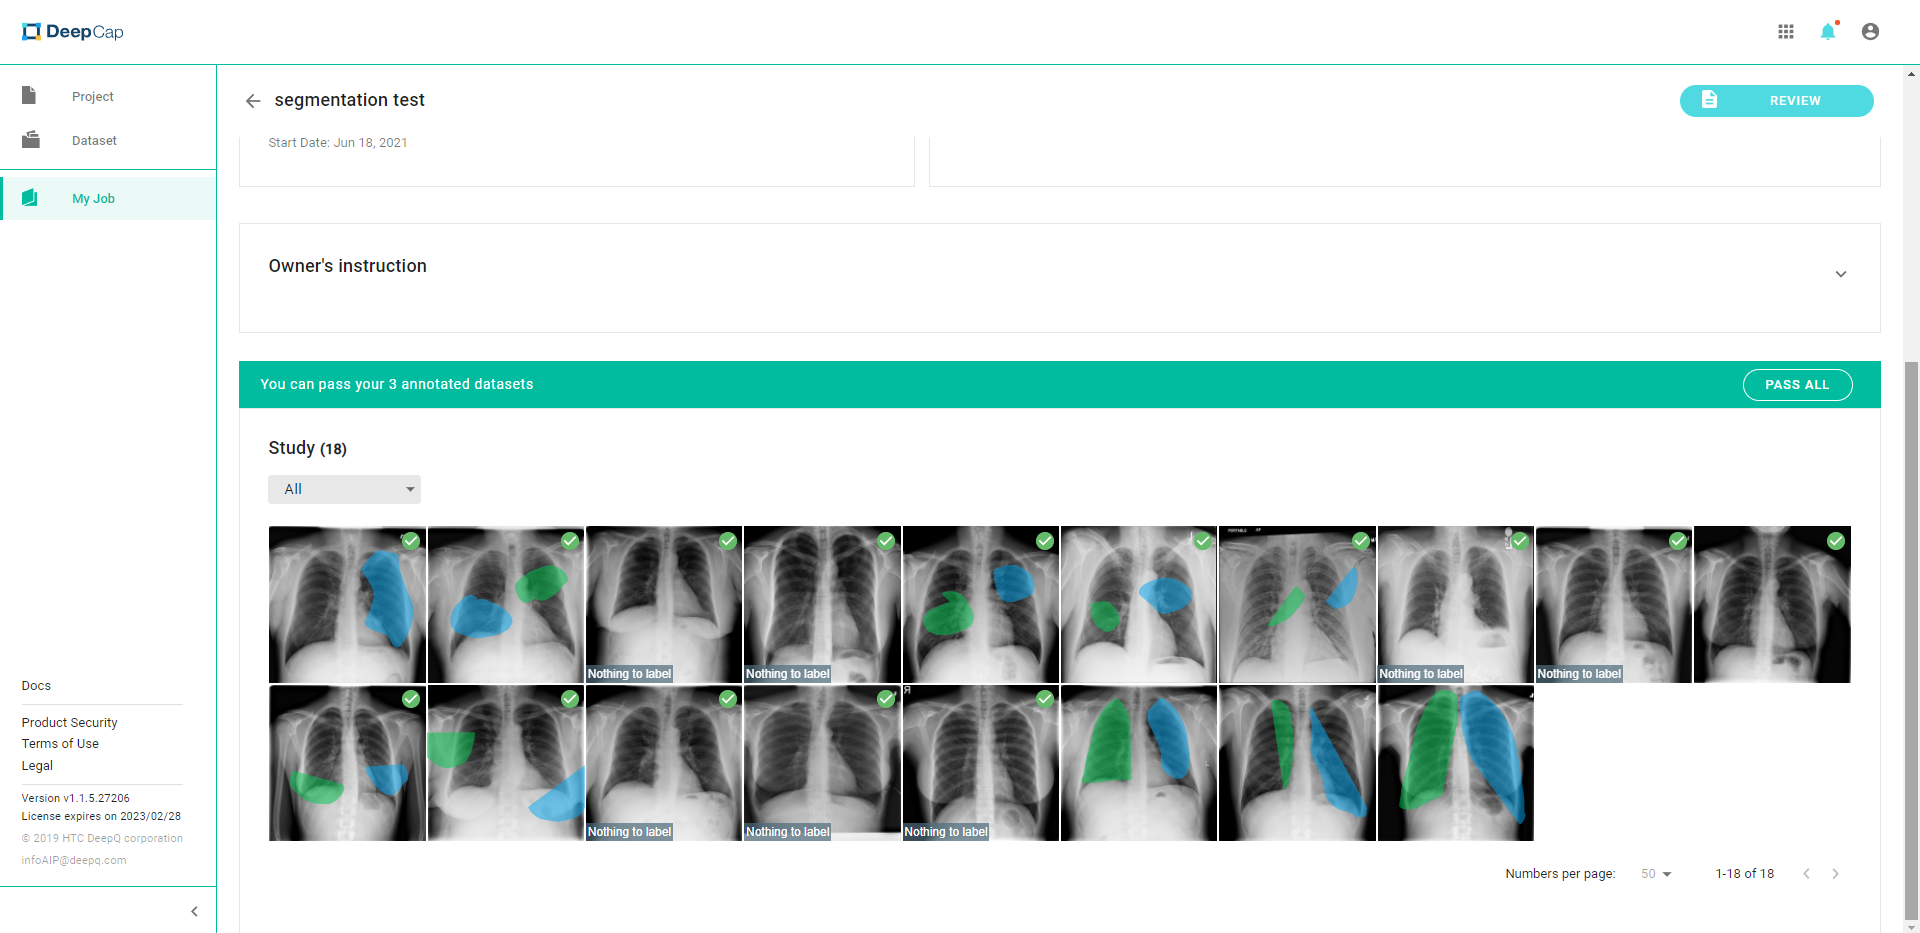 DeepCap
Project
Dataset
My Job
segmentation test
REVIEW
Start Date: Jun 18, 2021
Owner's instruction
You can pass your 3 annotated datasets
PASS ALL
Study (18)
All
Nothing to label
Nothing to label
Nothing to label
Nothing to label
Nothing to label
Nothing to label
Nothing to label
Numbers per page:
50
1-18 of 18
Docs
Product Security
Terms of Use
Legal
Version v1.1.5.27206
License expires on 2023/02/28
© 2019 HTC DeepQ corporation
infoAIP@deepq.com